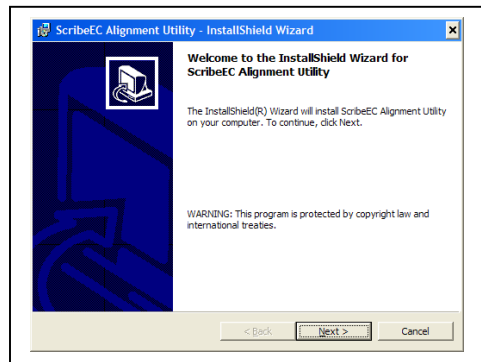 ScribeEC Alignment Utility - InstallShield Wizard
Welcome to the InstallShield Wizard for
ScribeEC Alignment Utility
The InstallShield(R) Wizard will install ScribeEC Alignment Utility
on your computer. To continue, click Next.
WARNING: This program is protected by copyright law and
international treaties.
< Back Next > Cancel